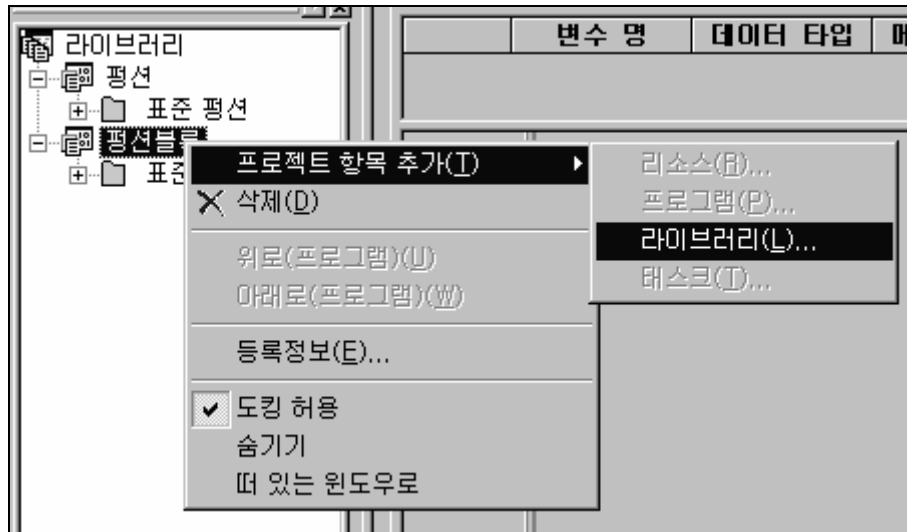 라이브러리
펑션
표준 펑션
펑션블록
표준
변수 명
데이터 타입
프로젝트 항목 추가(T)
삭제(D)
위로(프로그램)(U)
아래로(프로그램)(W)
등록정보(E)...
도킹 허용
숨기기
떠 있는 윈도우로
리소스(R)...
프로그램(P)...
라이브러리(L)...
태스크(T)...